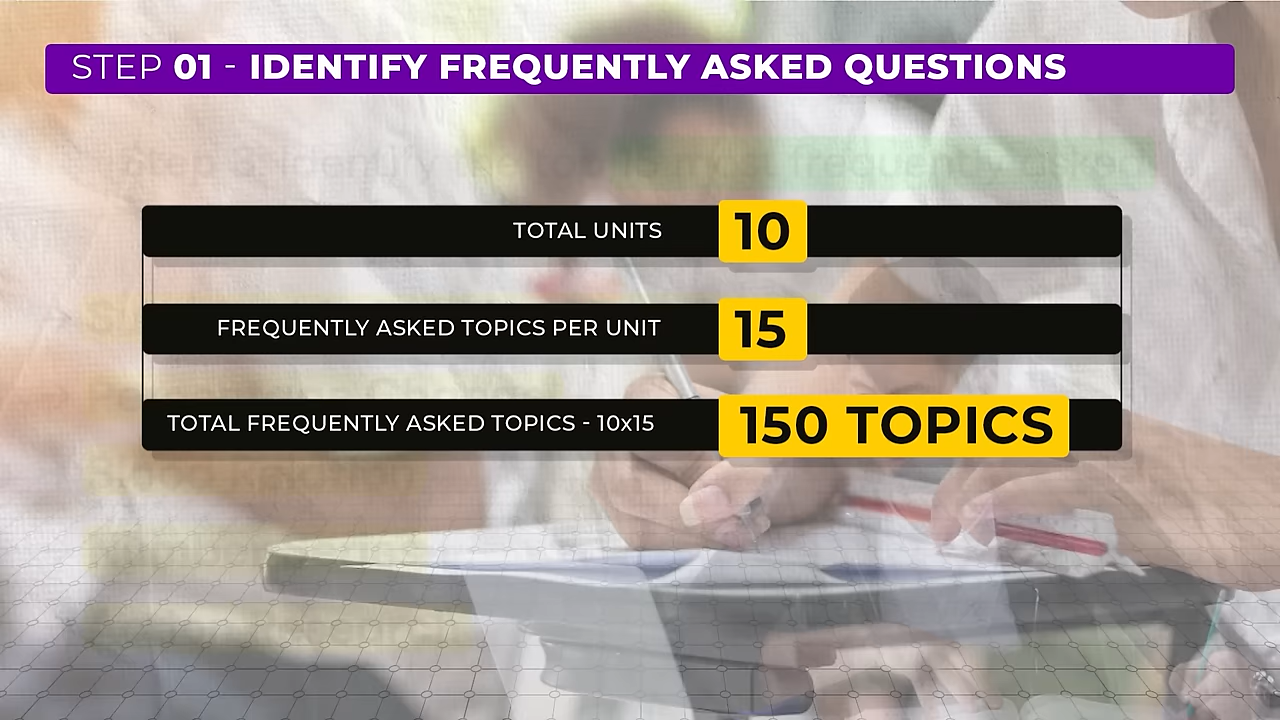 STEP 01 - IDENTIFY FREQUENTLY ASKED QUESTIONS
TOTAL UNITS 10
FREQUENTLY ASKED TOPICS PER UNIT 15
TOTAL FREQUENTLY ASKED TOPICS - 10x15 150 TOPICS